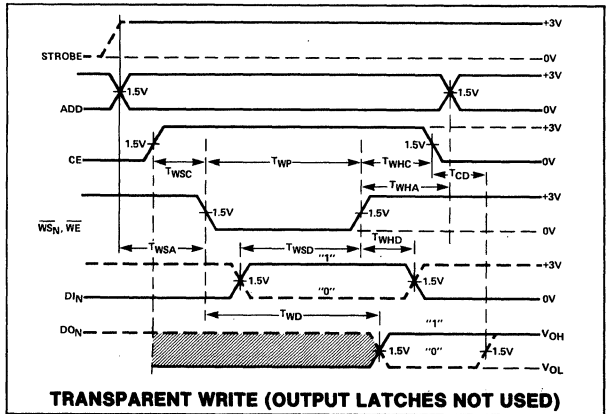 +3V
STROBE
0V
+3V
1.5V
1.5V
ADD
0V
+3V
1.5V
1.5V
CE
0V
TWSC
TWP
TWHC
TCD
TWHA
+3V
1.5V
1.5V
WSN, WE
0V
TWSA
TWSD
TWHD
"1"
+3V
1.5V
1.5V
DIN
"0"
0V
TWD
DON
"1"
VOH
1.5V
"0"
1.5V
VOL
TRANSPARENT WRITE (OUTPUT LATCHES NOT USED)